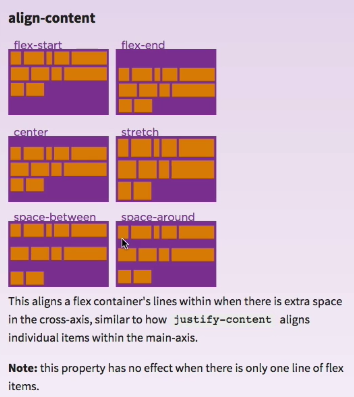 align-content
flex-start flex-end
center stretch
space-between space-around
This aligns a flex container's lines within when there is extra space
in the cross-axis, similar to how justify-content aligns
individual items within the main-axis.
Note: this property has no effect when there is only one line of flex
items.